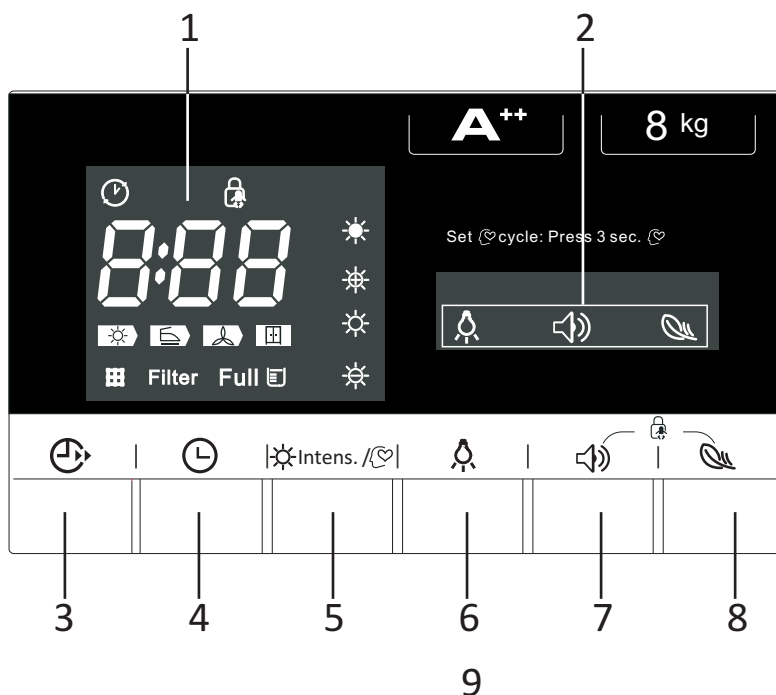 1 2
A++ 8 kg
8:88
Set cycle: Press 3 sec.
Filter Full
Intens. /
3 4 5 6 7 8
9